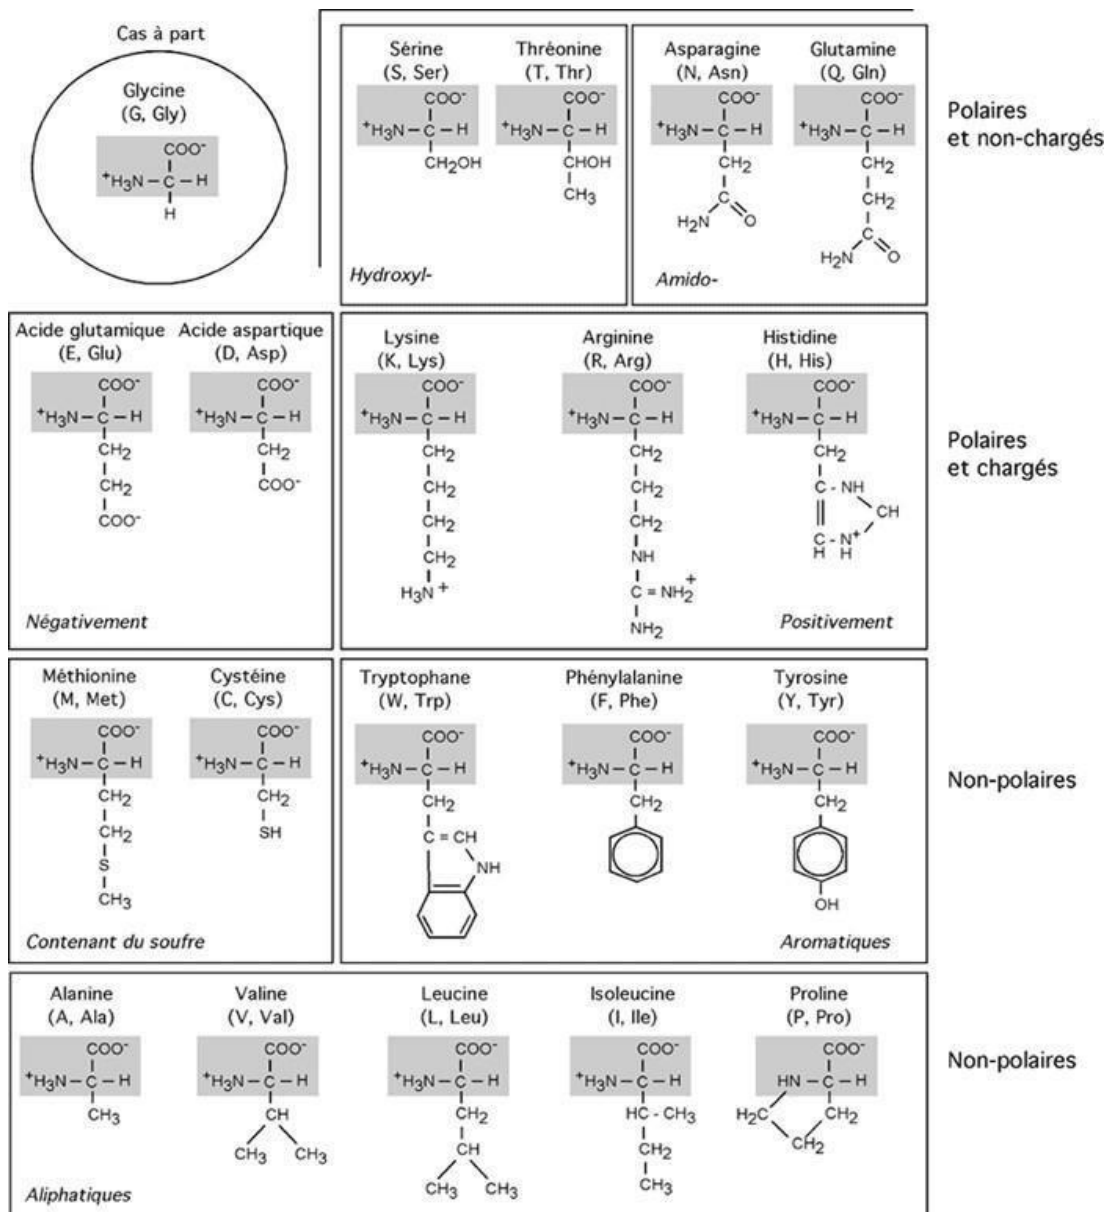 Cas à part
Glycine
(G, Gly)
COO-
+H3N – C – H
H
Sérine
(S, Ser)
COO-
+H3N – C – H
CH2OH
Thréonine
(T, Thr)
COO-
+H3N – C – H
CHOH
CH3
Hydroxyl-
Asparagine
(N, Asn)
COO-
+H3N – C – H
CH2
C
H2N O
Glutamine
(Q, Gln)
COO-
+H3N – C – H
CH2
CH2
C
H2N O
Amido-
Polaires
et non-chargés
Acide glutamique
(E, Glu)
COO-
+H3N – C – H
CH2
CH2
COO-
Acide aspartique
(D, Asp)
COO-
+H3N – C – H
CH2
COO-
Négativement
Lysine
(K, Lys)
COO-
+H3N – C – H
CH2
CH2
CH2
CH2
H3N+
Arginine
(R, Arg)
COO-
+H3N – C – H
CH2
CH2
CH2
NH
C = NH2+
NH2
Histidine
(H, His)
COO-
+H3N – C – H
CH2
C - NH
CH
C - N+
H H
Positivement
Polaires
et chargés
Méthionine
(M, Met)
COO-
+H3N – C – H
CH2
CH2
S
CH3
Cystéine
(C, Cys)
COO-
+H3N – C – H
CH2
SH
Contenant du soufre
Tryptophane
(W, Trp)
COO-
+H3N – C – H
CH2
C = CH
NH
Phénylalanine
(F, Phe)
COO-
+H3N – C – H
CH2
Tyrosine
(Y, Tyr)
COO-
+H3N – C – H
CH2
OH
Aromatiques
Non-polaires
Alanine
(A, Ala)
COO-
+H3N – C – H
CH3
Valine
(V, Val)
COO-
+H3N – C – H
CH
CH3 CH3
Leucine
(L, Leu)
COO-
+H3N – C – H
CH2
CH
CH3 CH3
Isoleucine
(I, Ile)
COO-
+H3N – C – H
HC - CH3
CH2
CH3
Proline
(P, Pro)
COO-
HN – C – H
H2C CH2
CH2
Aliphatiques
Non-polaires